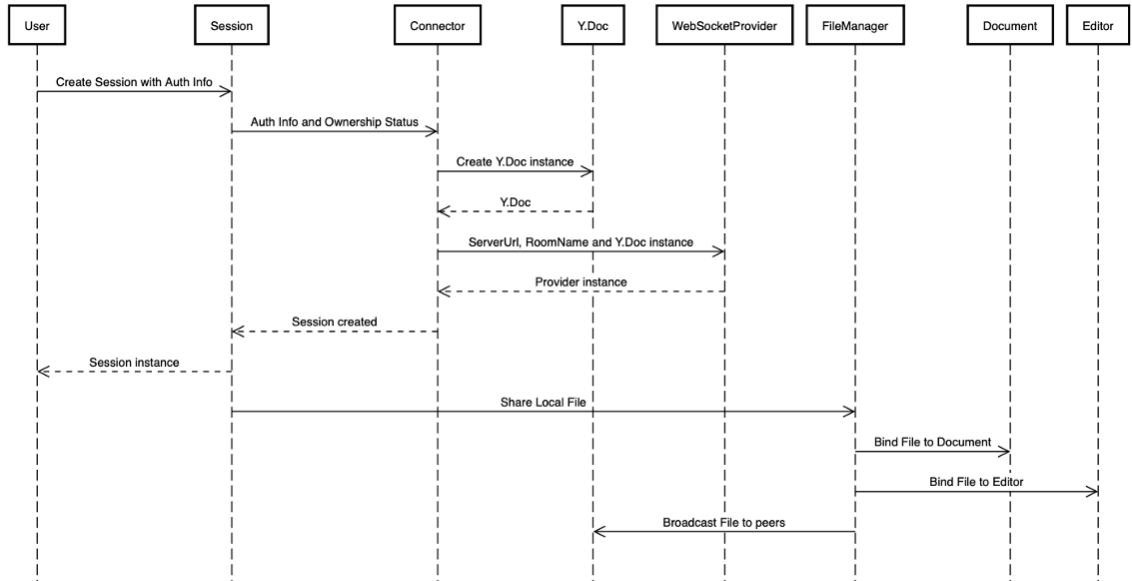 User
Session
Connector
Y.Doc
WebSocketProvider
FileManager
Document
Editor
Create Session with Auth Info
Auth Info and Ownership Status
Create Y.Doc instance
Y.Doc
ServerUrl, RoomName and Y.Doc instance
Provider instance
Session created
Session instance
Share Local File
Bind File to Document
Bind File to Editor
Broadcast File to peers